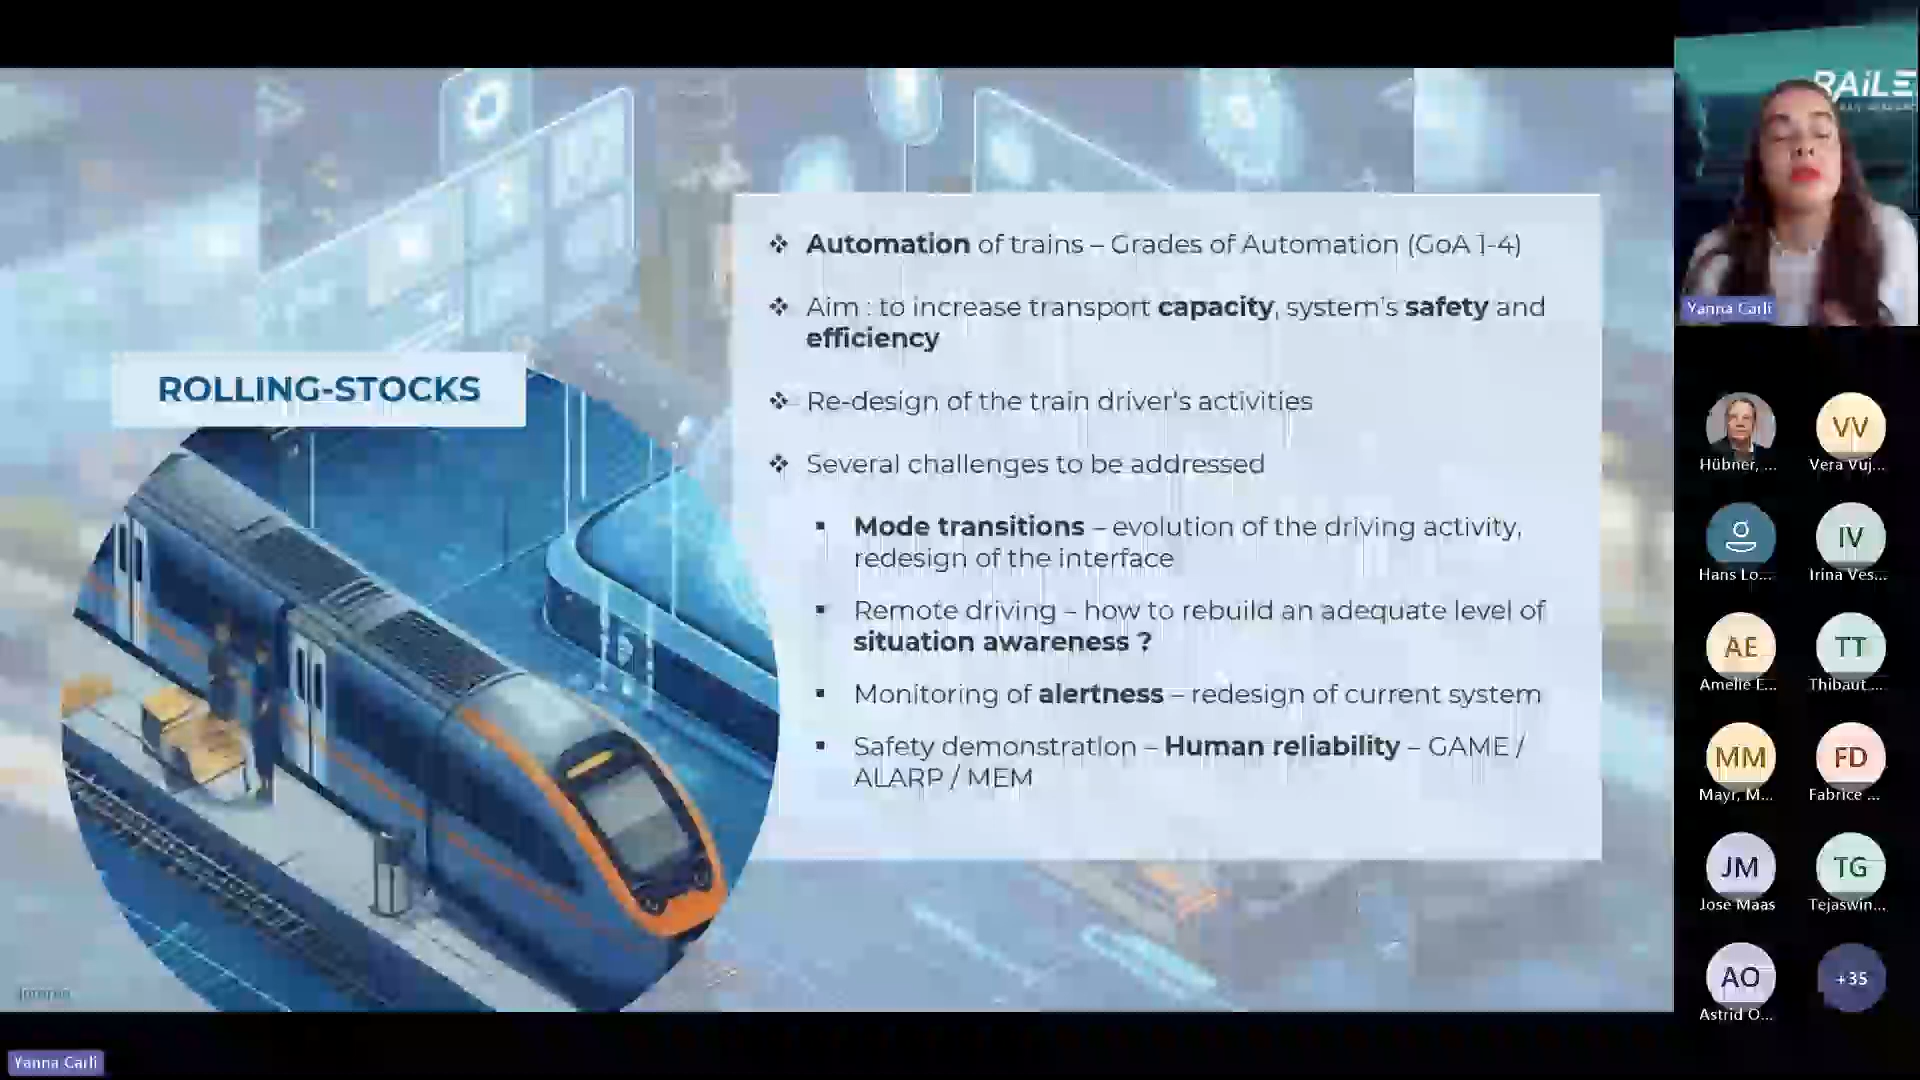 ROLLING-STOCKS
❖ Automation of trains – Grades of Automation (GoA 1-4)
❖ Aim : to increase transport capacity, system's safety and
efficiency
❖ Re-design of the train driver's activities
❖ Several challenges to be addressed
▪ Mode transitions – evolution of the driving activity,
redesign of the interface
▪ Remote driving – how to rebuild an adequate level of
situation awareness ?
▪ Monitoring of alertness – redesign of current system
▪ Safety demonstration – Human reliability – GAME /
ALARP / MEM
Yanna Carli
RAiLE
Yanna Carli
Hübner, ...
VV
Vera Vuj...
Hans Lo...
IV
Irina Ves...
AE
Amelie E...
TT
Thibaut ...
MM
Mayr, M...
FD
Fabrice ...
JM
Jose Maas
TG
Tejaswin...
AO
Astrid O...
+35